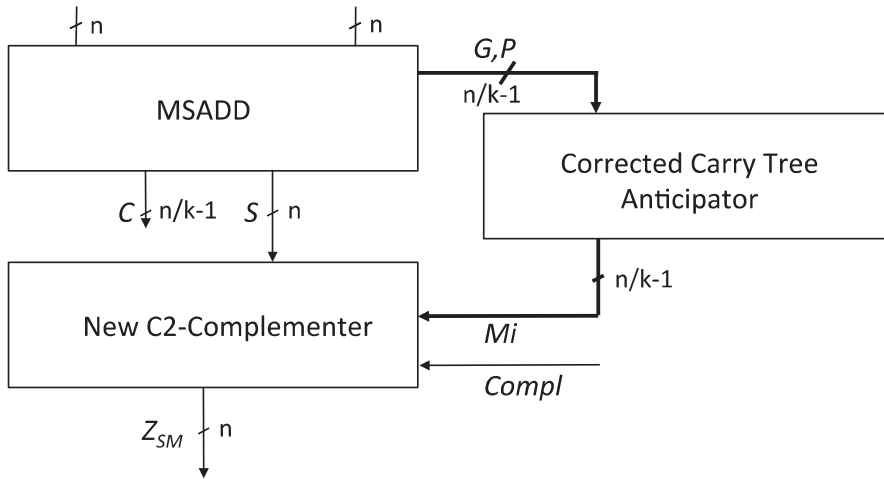 n
n
G,P
n/k-1
MSADD
Corrected Carry Tree
Anticipator
C
n/k-1
S
n
n/k-1
New C2-Complementer
Mi
Compl
Z_SM
n